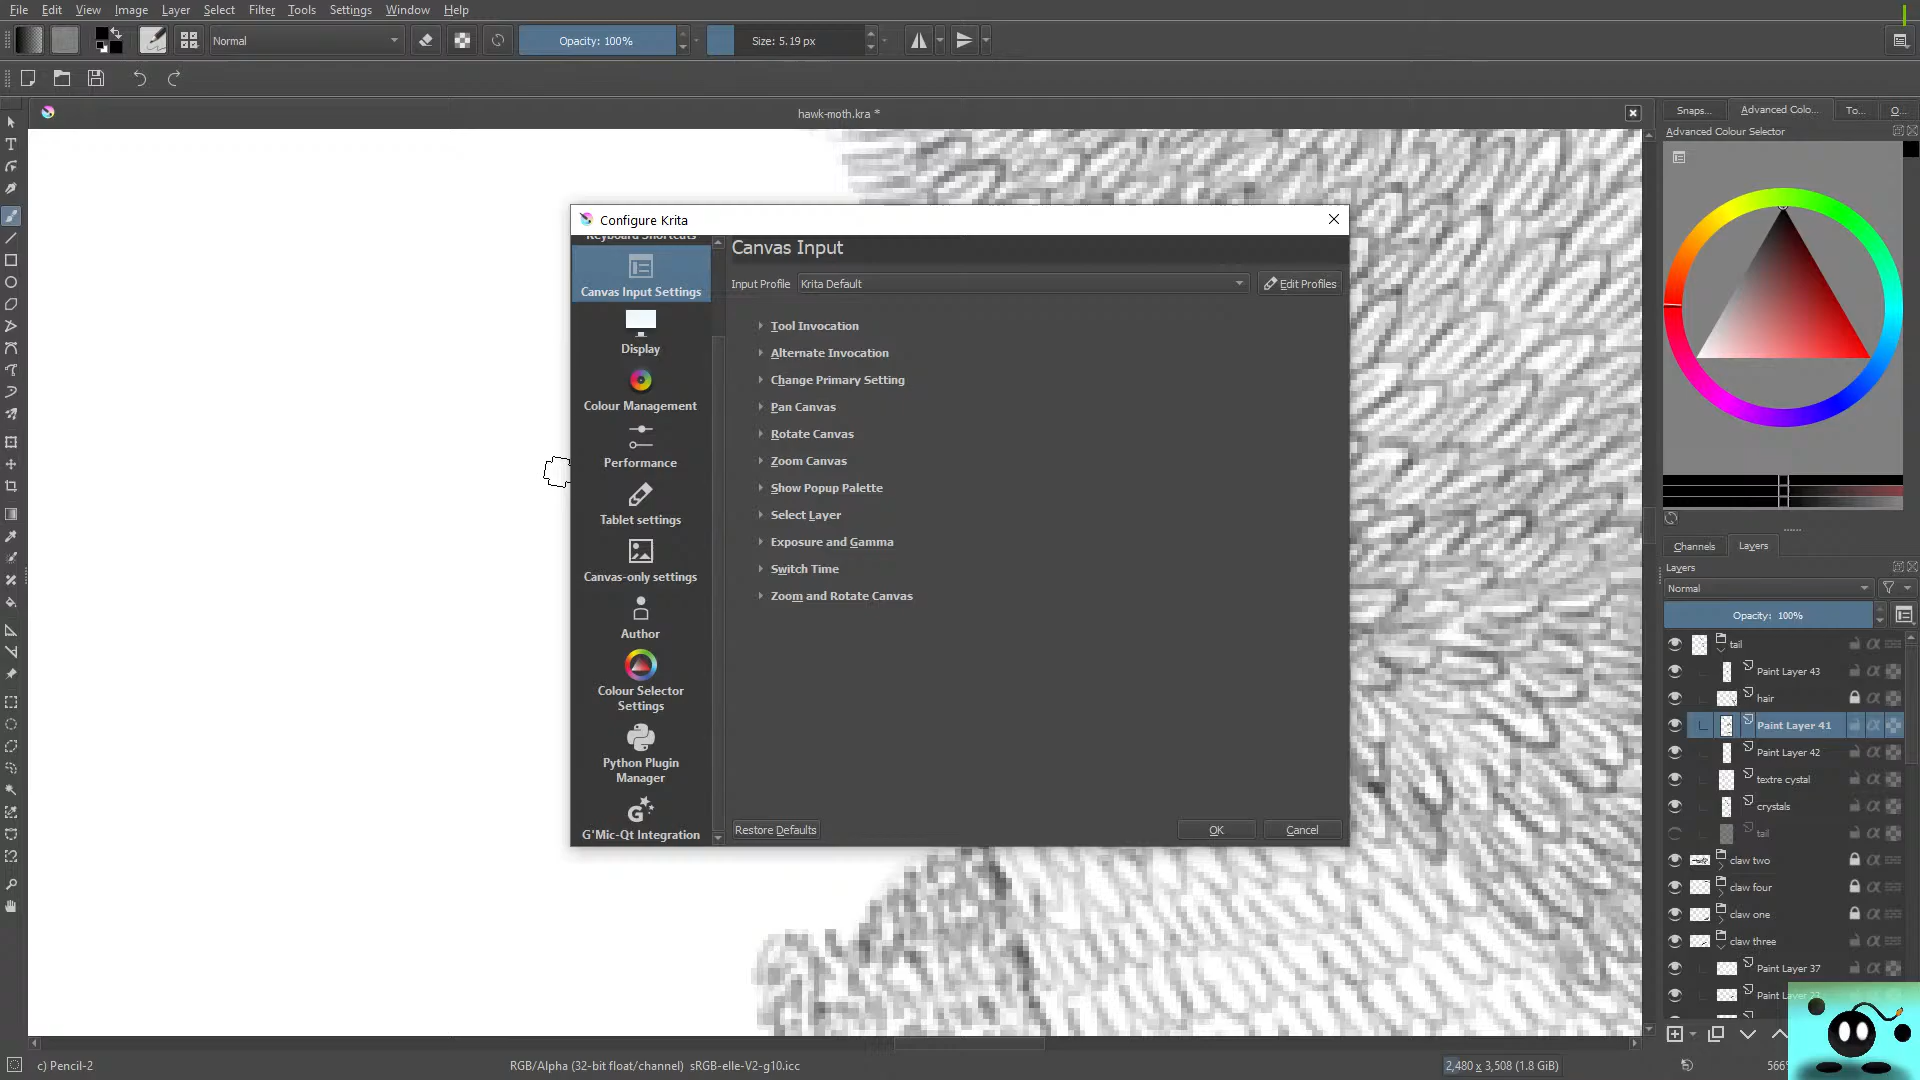 File Edit View Image Layer Select Filter Tools Settings Window Help
Normal
Opacity: 100%
Size: 5.19 px
hawk-moth.kra *
Snaps...
Advanced Colo...
To...
O...
Advanced Colour Selector
Configure Krita
Keyboard Shortcuts
Canvas Input Settings
Display
Colour Management
Performance
Tablet settings
Canvas-only settings
Author
Colour Selector
Settings
Python Plugin
Manager
G'Mic-Qt Integration
Canvas Input
Input Profile
Krita Default
Edit Profiles
Tool Invocation
Alternate Invocation
Change Primary Setting
Pan Canvas
Rotate Canvas
Zoom Canvas
Show Popup Palette
Select Layer
Exposure and Gamma
Switch Time
Zoom and Rotate Canvas
Restore Defaults
OK
Cancel
Channels
Layers
Layers
Normal
Opacity: 100%
tail
Paint Layer 43
hair
Paint Layer 41
Paint Layer 42
textre cystal
crystals
tail
claw two
claw four
claw one
claw three
Paint Layer 37
Paint Layer
c) Pencil-2
RGB/Alpha (32-bit float/channel) sRGB-elle-V2-g10.icc
2,480 x 3,508 (1.8 GiB)
566